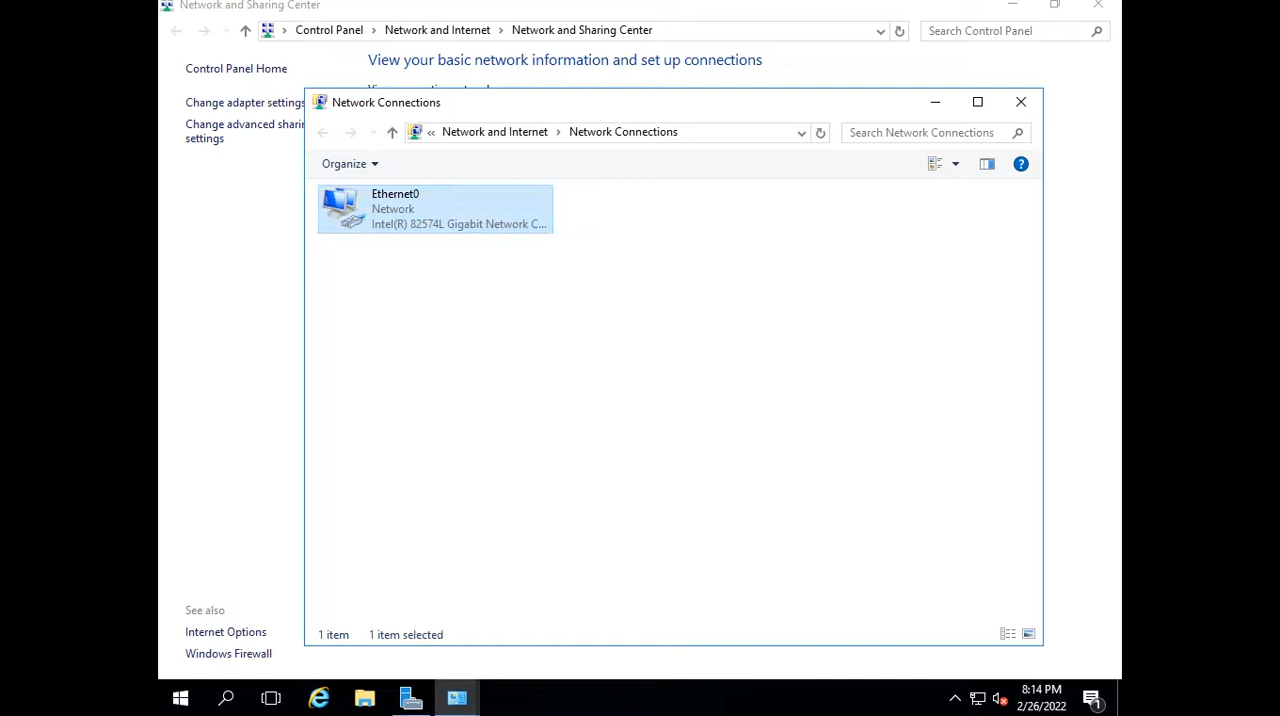 Network and Sharing Center
Control Panel > Network and Internet > Network and Sharing Center
Search Control Panel
Control Panel Home
View your basic network information and set up connections
Change adapter settings
Change advanced sharin
settings
Network Connections
« Network and Internet > Network Connections
Search Network Connections
Organize
Ethernet0
Network
Intel(R) 82574L Gigabit Network C...
See also
Internet Options
Windows Firewall
1 item
1 item selected
8:14 PM
2/26/2022
1